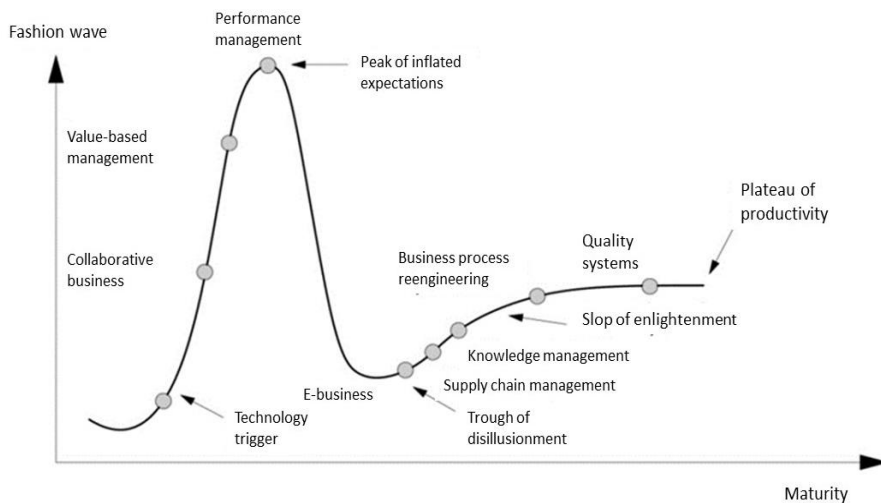 Performance
management
Fashion wave
Peak of inflated
expectations
Value-based
management
Plateau of
productivity
Collaborative
business
Business process
reengineering
Quality
systems
Slop of enlightenment
Knowledge management
Supply chain management
E-business
Technology
trigger
Trough of
disillusionment
Maturity